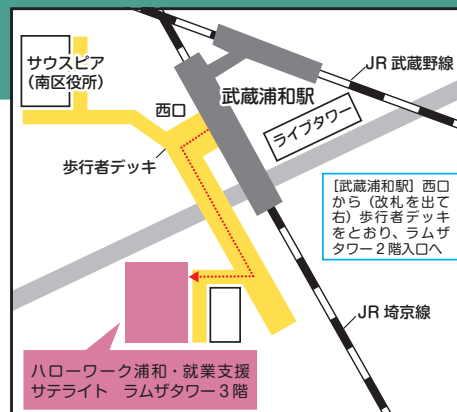 サウスピア
（南区役所）
西口
武蔵浦和駅
JR 武蔵野線
ライブタワー
歩行者デッキ
［武蔵浦和駅］西口
から（改札を出て
右）歩行者デッキ
をとおり、ラムザ
タワー２階入口へ
JR 埼京線
ハローワーク浦和・就業支援
サテライト　ラムザタワー３階